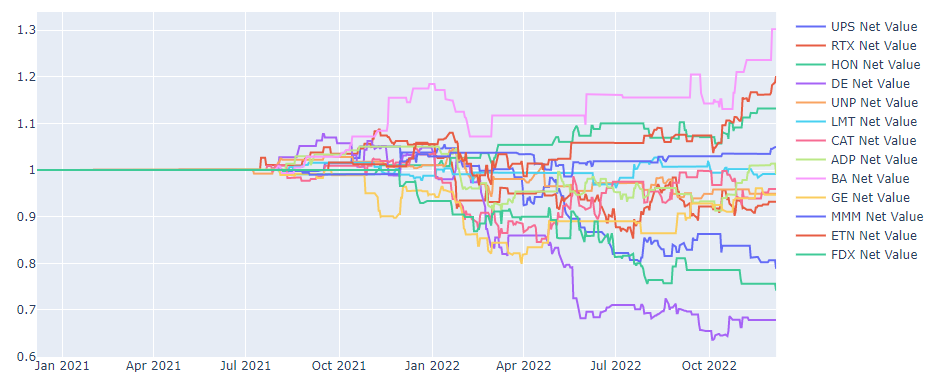 1.3
1.2
1.1
1
0.9
0.8
0.7
0.6
Jan 2021 Apr 2021 Jul 2021 Oct 2021 Jan 2022 Apr 2022 Jul 2022 Oct 2022
UPS Net Value
RTX Net Value
HON Net Value
DE Net Value
UNP Net Value
LMT Net Value
CAT Net Value
ADP Net Value
BA Net Value
GE Net Value
MMM Net Value
ETN Net Value
FDX Net Value